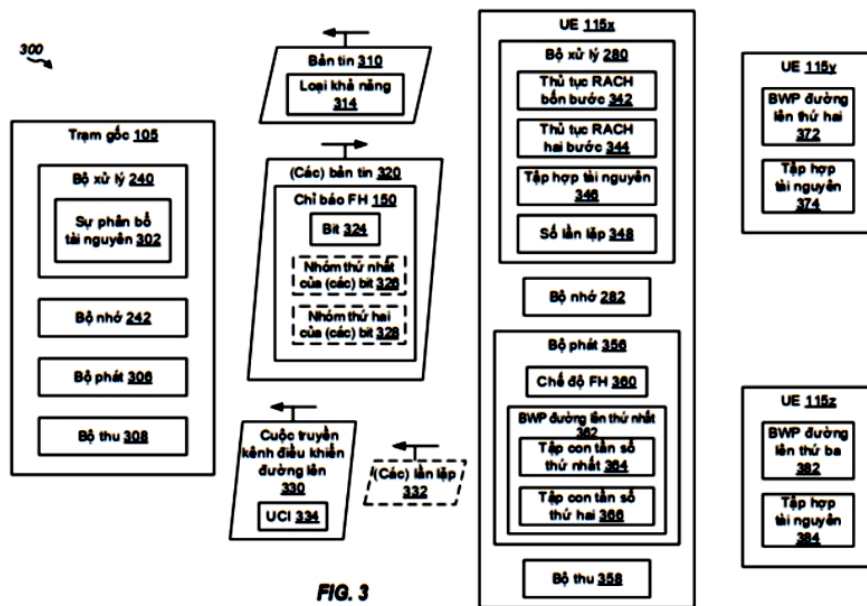 300
Trạm gốc 105
Bộ xử lý 240
Sự phân bổ
tài nguyên 302
Bộ nhớ 242
Bộ phát 306
Bộ thu 308
Bản tin 310
Loại khả năng
314
(Các) bản tin 320
Chỉ báo FH 150
Bit 324
Nhóm thứ nhất
của (các) bit 326
Nhóm thứ hai
của (các) bit 328
Cuộc truyền
kênh điều khiển
đường lên
330
UCI 334
(Các) lần lặp
332
UE 115x
Bộ xử lý 280
Thủ tục RACH
bốn bước 342
Thủ tục RACH
hai bước 344
Tập hợp tài nguyên
346
Số lần lặp 348
Bộ nhớ 282
Bộ phát 356
Chế độ FH 360
BWP đường lên thứ nhất
362
Tập con tần số
thứ nhất 364
Tập con tần số
thứ hai 366
Bộ thu 358
UE 115y
BWP đường
lên thứ hai
372
Tập hợp
tài nguyên
374
UE 115z
BWP đường
lên thứ ba
382
Tập hợp
tài nguyên
384
FIG. 3